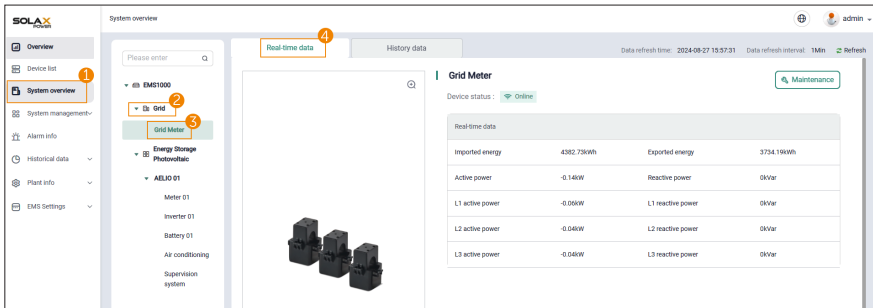 SOLAX
POWER
System overview
admin
Overview
Device list
1
System overview
System management
Alarm info
Historical data
Plant info
EMS Settings
Please enter
EMS1000
2
Grid
3
Grid Meter
Energy Storage
Photovoltaic
AELIO 01
Meter 01
Inverter 01
Battery 01
Air conditioning
Supervision
system
4
Real-time data
History data
Data refresh time: 2024-08-27 15:57:31 Data refresh interval: 1Min Refresh
Grid Meter
Maintenance
Device status : Online
Real-time data
Imported energy 4382.73kWh Exported energy 3734.19kWh
Active power -0.14kW Reactive power 0kVar
L1 active power -0.06kW L1 reactive power 0kVar
L2 active power -0.04kW L2 reactive power 0kVar
L3 active power -0.04kW L3 reactive power 0kVar